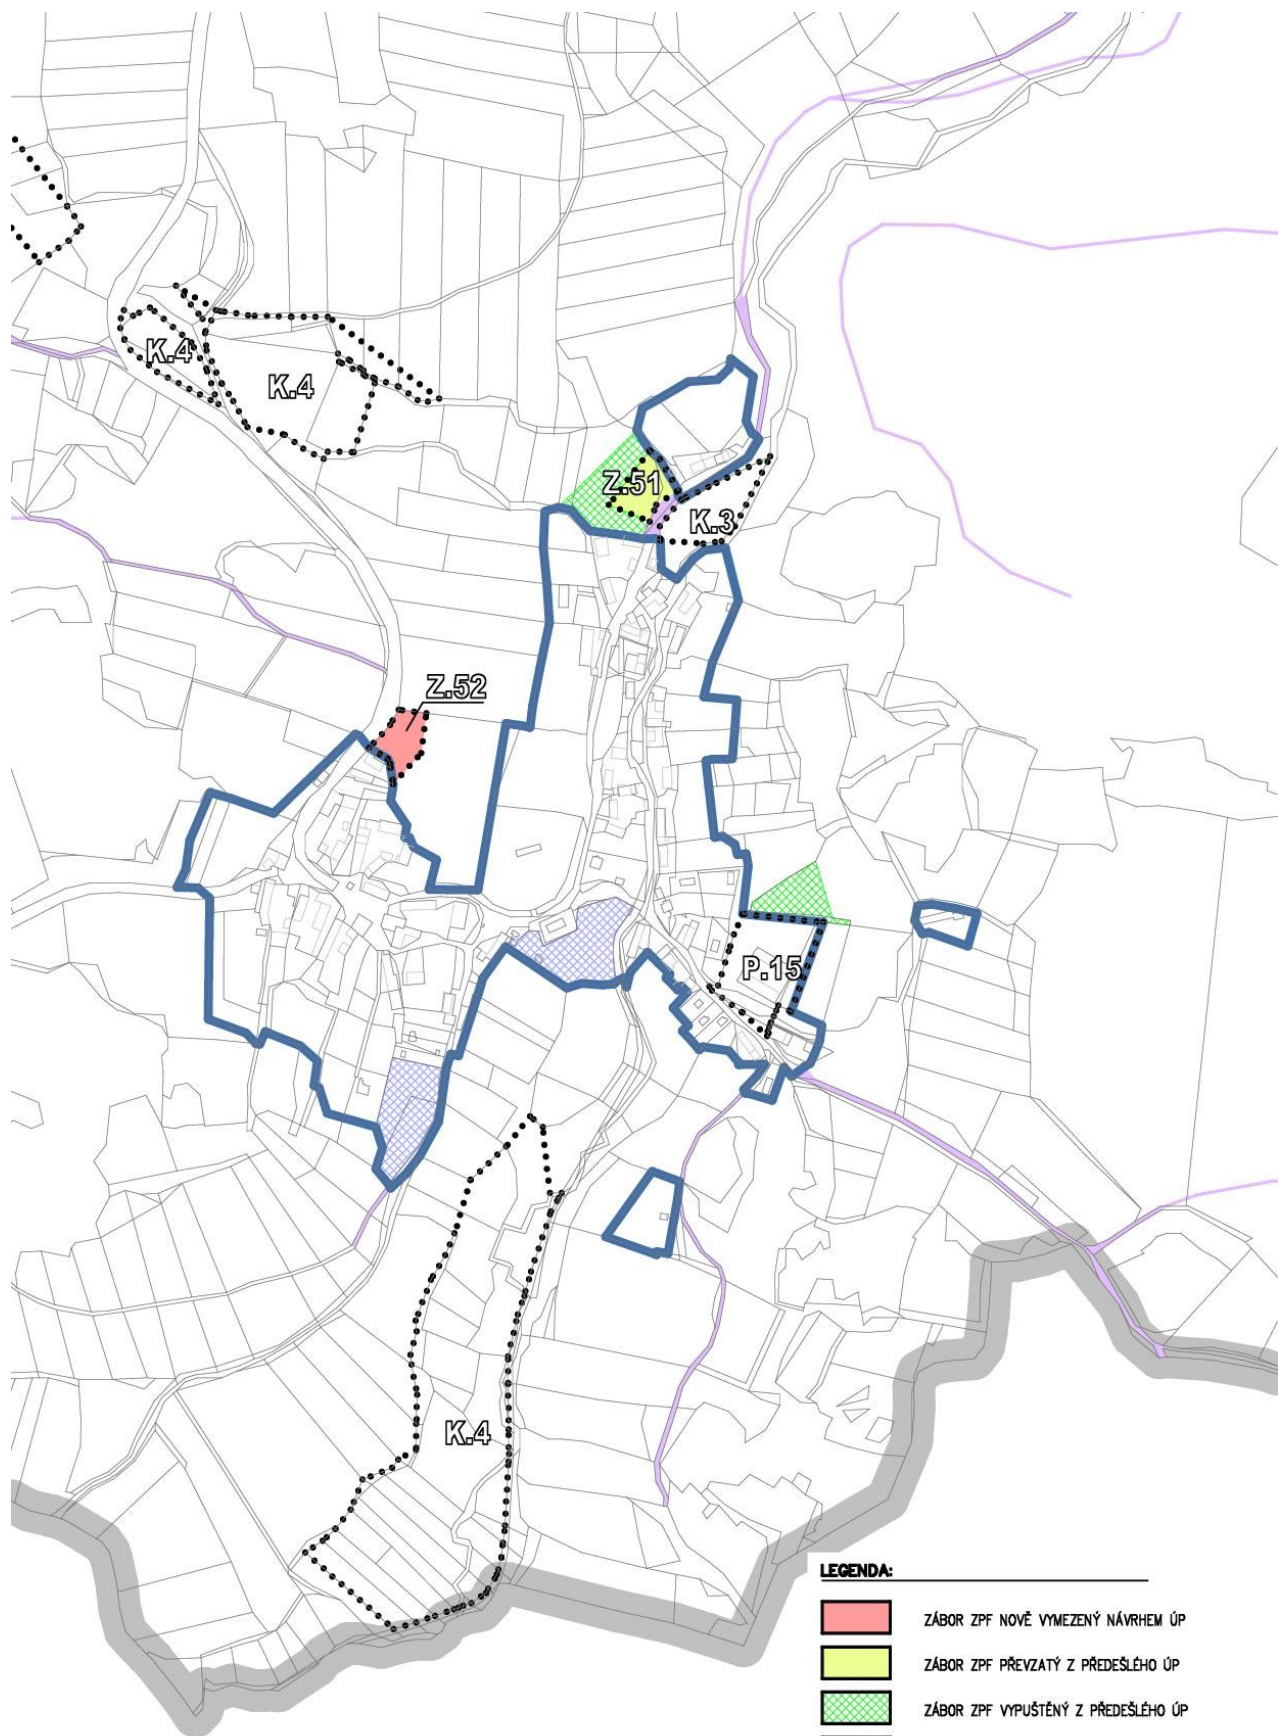 K.4
K.4
Z.51
K.3
Z.52
P.15
K.4
LEGENDA:
ZÁBOR ZPF NOVĚ VYMEZENÝ NÁVRHEM ÚP
ZÁBOR ZPF PŘEVZATÝ Z PŘEDEŠLÉHO ÚP
ZÁBOR ZPF VYPUŠTĚNÝ Z PŘEDEŠLÉHO ÚP